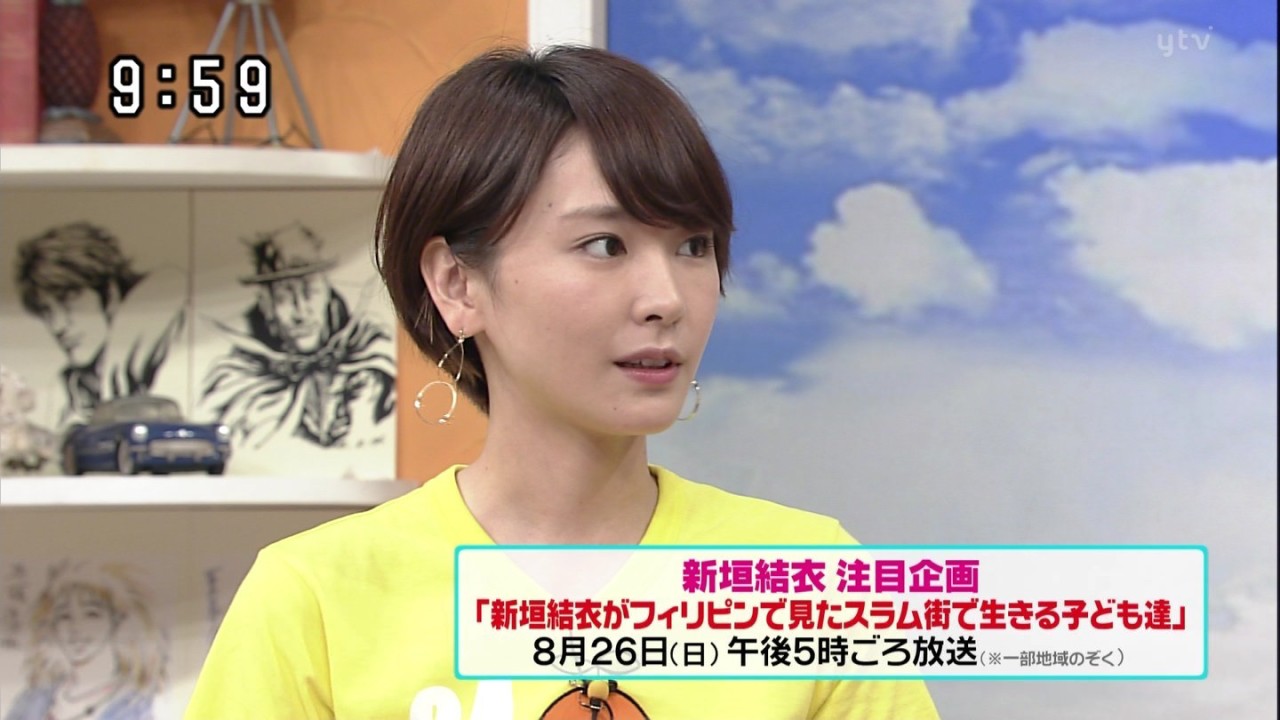 9:59
ytv
新垣結衣 注目企画
「新垣結衣がフィリピンで見たスラム街で生きる子ども達」
8月26日(日) 午後5時ごろ放送(※一部地域のぞく)